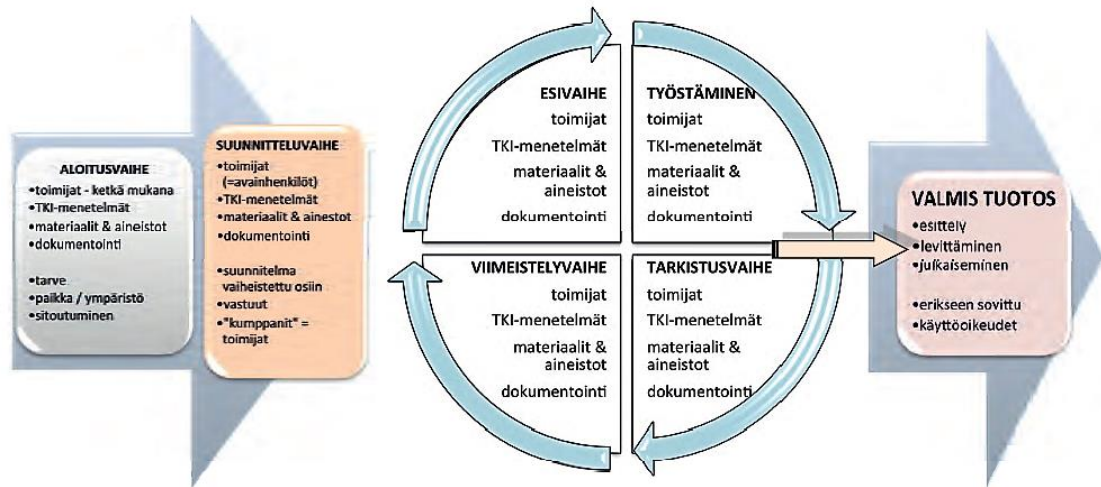 ALOITUSVAIHE
•toimijat - ketkä mukana
•TKI-menetelmät
•materiaalit & aineistot
•dokumentointi
•tarve
•paikka / ympäristö
•sitoutuminen
SUUNNITTELUVAIHE
•toimijat
(=avainhenkilöt)
•TKI-menetelmät
•materiaalit & ainestot
•dokumentointi
•suunnitelma
vaiheistettu osiin
•vastuut
•"kumppanit" =
toimijat
ESIVAIHE
toimijat
TKI-menetelmät
materiaalit &
aineistot
dokumentointi
TYÖSTÄMINEN
toimijat
TKI-menetelmät
materiaalit &
aineistot
dokumentointi
VIIMEISTELYVAIHE
toimijat
TKI-menetelmät
materiaalit &
aineistot
dokumentointi
TARKISTUSVAIHE
toimijat
TKI-menetelmät
materiaalit &
aineistot
dokumentointi
VALMIS TUOTOS
•esittely
•levittäminen
•julkaiseminen
•erikseen sovittu
•käyttöoikeudet